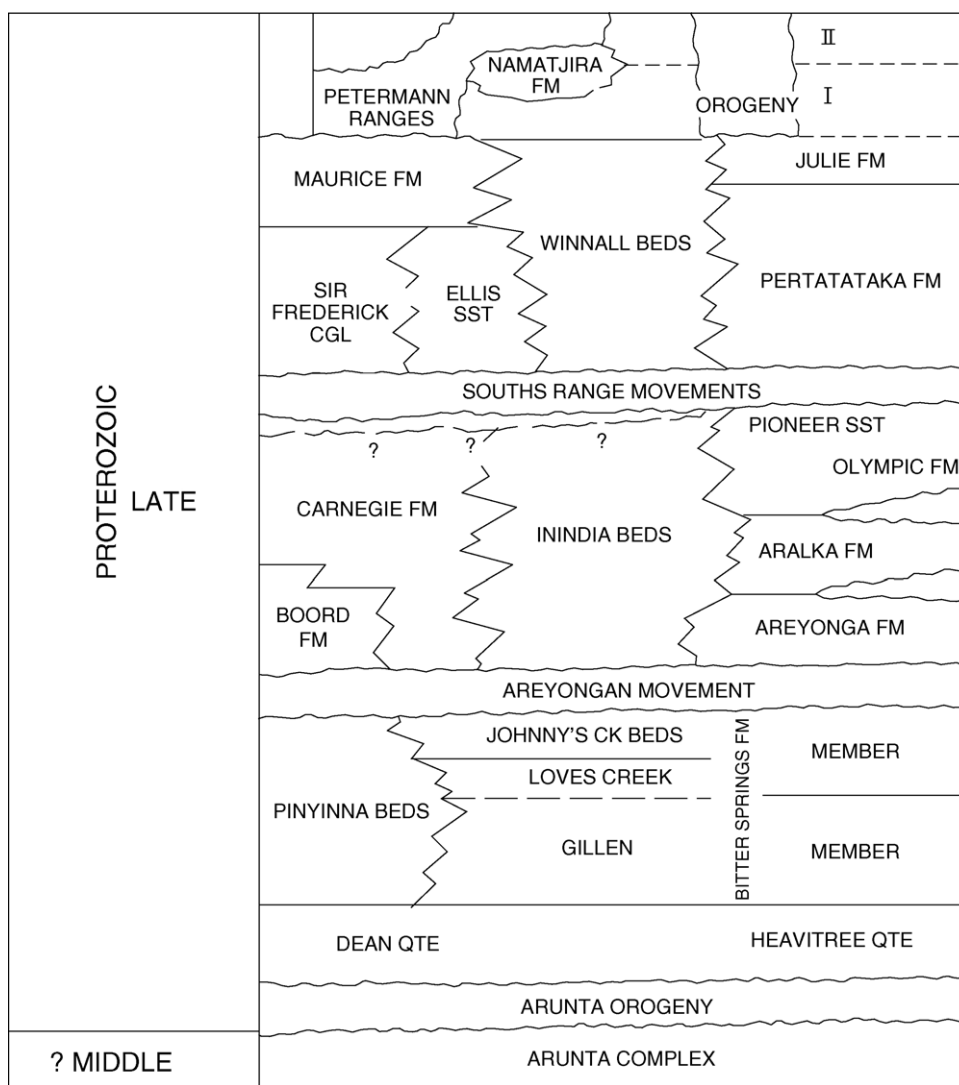 II
NAMATJIRA
FM
PETERMANN
RANGES
OROGENY
I
MAURICE FM
JULIE FM
WINNALL BEDS
SIR
FREDERICK
CGL
ELLIS
SST
PERTATATAKA FM
SOUTHS RANGE MOVEMENTS
PIONEER SST
? ? ?
OLYMPIC FM
PROTEROZOIC
LATE
CARNEGIE FM
ININDIA BEDS
ARALKA FM
BOORD
FM
AREYONGA FM
AREYONGAN MOVEMENT
JOHNNY'S CK BEDS
BITTER SPRINGS FM
MEMBER
LOVES CREEK
PINYINNA BEDS
GILLEN
MEMBER
DEAN QTE
HEAVITREE QTE
ARUNTA OROGENY
? MIDDLE
ARUNTA COMPLEX